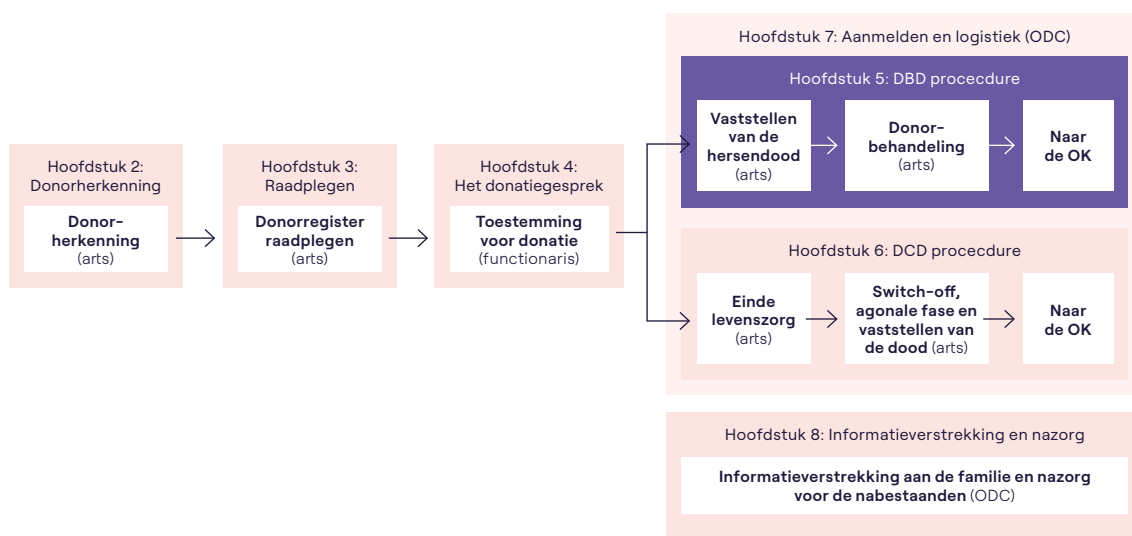 Hoofdstuk 2:
Donorherkenning
Donor-
herkenning
(arts)
Hoofdstuk 3:
Raadplegen
Donorregister
raadplegen
(arts)
Hoofdstuk 4:
Het donatiegesprek
Toestemming
voor donatie
(functionaris)
Hoofdstuk 7: Aanmelden en logistiek (ODC)
Hoofdstuk 5: DBD procecdure
Vaststellen
van de
hersendood
(arts)
Donor-
behandeling
(arts)
Naar
de OK
Hoofdstuk 6: DCD procecdure
Einde
levenszorg
(arts)
Switch-off,
agonale fase en
vaststellen van
de dood (arts)
Naar
de OK
Hoofdstuk 8: Informatieverstrekking en nazorg
Informatieverstrekking aan de familie en nazorg
voor de nabestaanden (ODC)